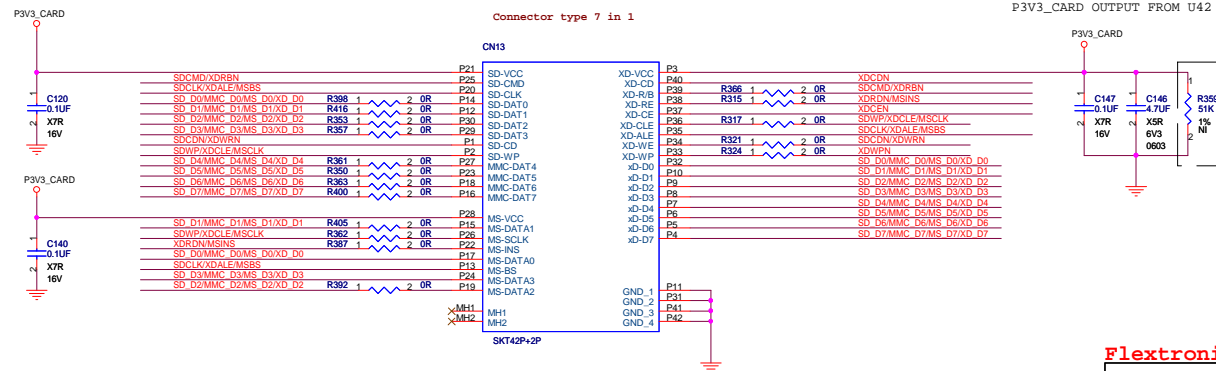 P3V3_CARD OUTPUT FROM U42
P3V3_CARD
Connector type 7 in 1
CN13
P3V3_CARD
1
C120
0.1UF
2
X7R
16V
P3V3_CARD
1
C140
0.1UF
2
X7R
16V
P21 SD-VCC
SDCMD/XDRBN P25 SD-CMD
SDCLK/XDALE/MSBS P20 SD-CLK
SD_D0/MMC_D0/MS_D0/XD_D0 R398 1 2 0R P14 SD-DAT0
SD_D1/MMC_D1/MS_D1/XD_D1 R416 1 2 0R P12 SD-DAT1
SD_D2/MMC_D2/MS_D2/XD_D2 R353 1 2 0R P30 SD-DAT2
SD_D3/MMC_D3/MS_D3/XD_D3 R357 1 2 0R P29 SD-DAT3
SDCDN/XDWRN P1 SD-CD
SDWP/XDCLE/MSCLK P2 SD-WP
SD_D4/MMC_D4/MS_D4/XD_D4 R361 1 2 0R P27 MMC-DAT4
SD_D5/MMC_D5/MS_D5/XD_D5 R350 1 2 0R P23 MMC-DAT5
SD_D6/MMC_D6/MS_D6/XD_D6 R363 1 2 0R P18 MMC-DAT6
SD_D7/MMC_D7/MS_D7/XD_D7 R400 1 2 0R P16 MMC-DAT7
P28 MS-VCC
SD_D1/MMC_D1/MS_D1/XD_D1 R405 1 2 0R P15 MS-DATA1
SDWP/XDCLE/MSCLK R362 1 2 0R P26 MS-SCLK
XDRDN/MSINS R387 1 2 0R P22 MS-INS
SD_D0/MMC_D0/MS_D0/XD_D0 P17 MS-DATA0
SDCLK/XDALE/MSBS P13 MS-BS
SD_D3/MMC_D3/MS_D3/XD_D3 P24 MS-DATA3
SD_D2/MMC_D2/MS_D2/XD_D2 R392 1 2 0R P19 MS-DATA2
MH1 MH1
MH2 MH2
XD-VCC P3
XD-CD P40 XDCDN
XD-R/B P39 R366 1 2 0R SDCMD/XDRBN
XD-RE P38 R315 1 2 0R XDRDN/MSINS
XD-CE P37 XDCEN
XD-CLE P36 R317 1 2 0R SDWP/XDCLE/MSCLK
XD-ALE P35 SDCLK/XDALE/MSBS
XD-WE P34 R321 1 2 0R SDCDN/XDWRN
XD-WP P33 R324 1 2 0R XDWPN
xD-D0 P32 SD_D0/MMC_D0/MS_D0/XD_D0
xD-D1 P10 SD_D1/MMC_D1/MS_D1/XD_D1
xD-D2 P9 SD_D2/MMC_D2/MS_D2/XD_D2
xD-D3 P8 SD_D3/MMC_D3/MS_D3/XD_D3
xD-D4 P7 SD_D4/MMC_D4/MS_D4/XD_D4
xD-D5 P6 SD_D5/MMC_D5/MS_D5/XD_D5
xD-D6 P5 SD_D6/MMC_D6/MS_D6/XD_D6
xD-D7 P4 SD_D7/MMC_D7/MS_D7/XD_D7
GND_1 P11
GND_2 P31
GND_3 P41
GND_4 P42
SKT42P+2P
1
C147
0.1UF
2
X7R
16V
1
C146
4.7UF
2
X5R
6V3
0603
1
R359
51K
1%
2
NI
Flextroni